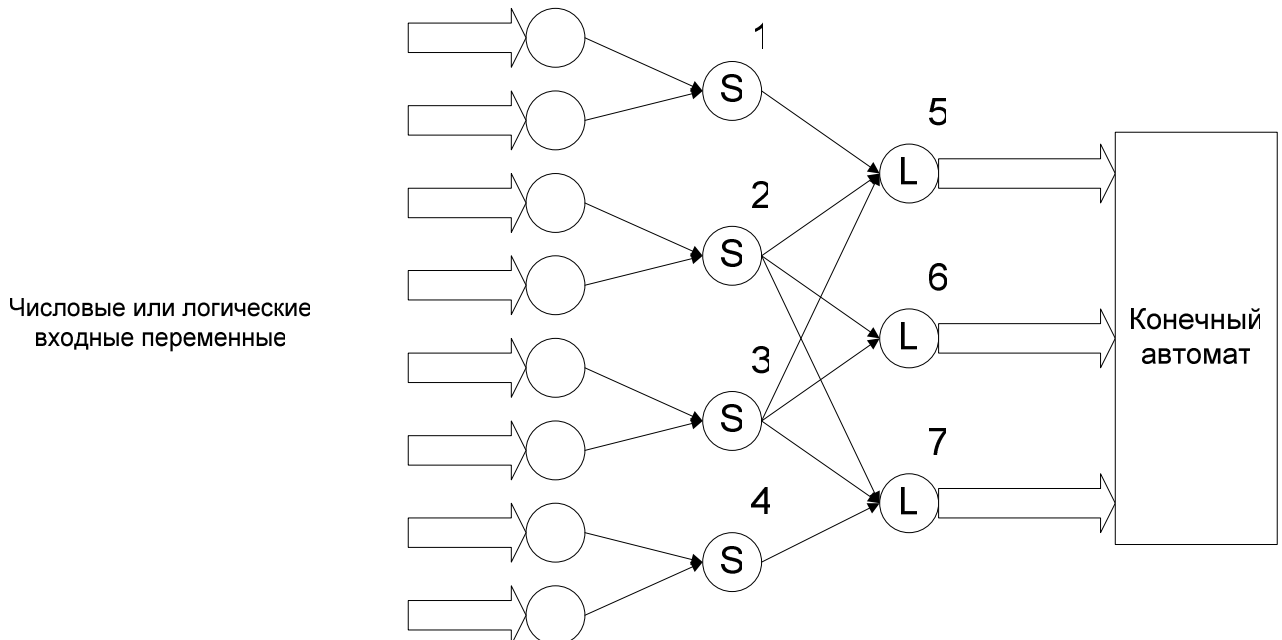 1
S
5
L
2
S
6
Числовые или логические
входные переменные
L
Конечный
автомат
3
S
7
L
4
S